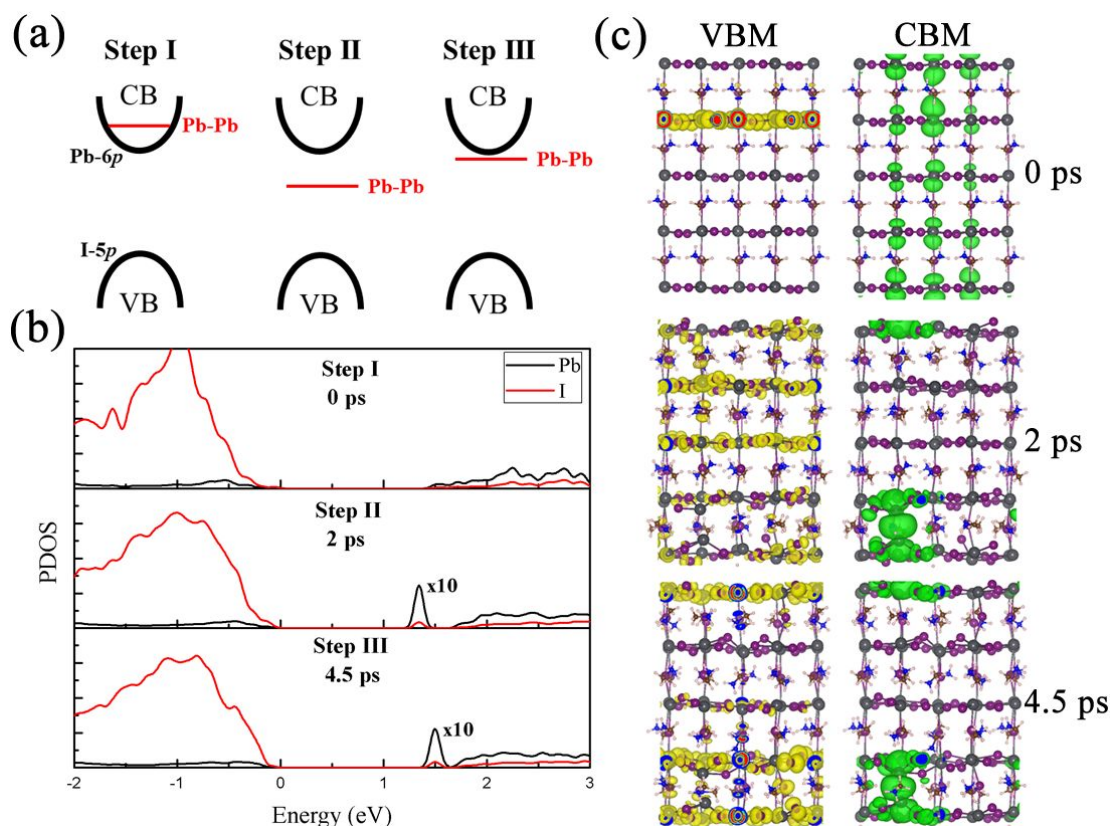 (a)
Step I
Step II
Step III
CB
CB
CB
Pb-Pb
Pb-Pb
Pb-Pb
Pb-6p
I-5p
VB
VB
VB
(b)
PDOS
Step I
0 ps
Pb
I
Step II
2 ps
x10
Step III
4.5 ps
x10
-2 -1 0 1 2 3
Energy (eV)
(c)
VBM CBM
0 ps
2 ps
4.5 ps